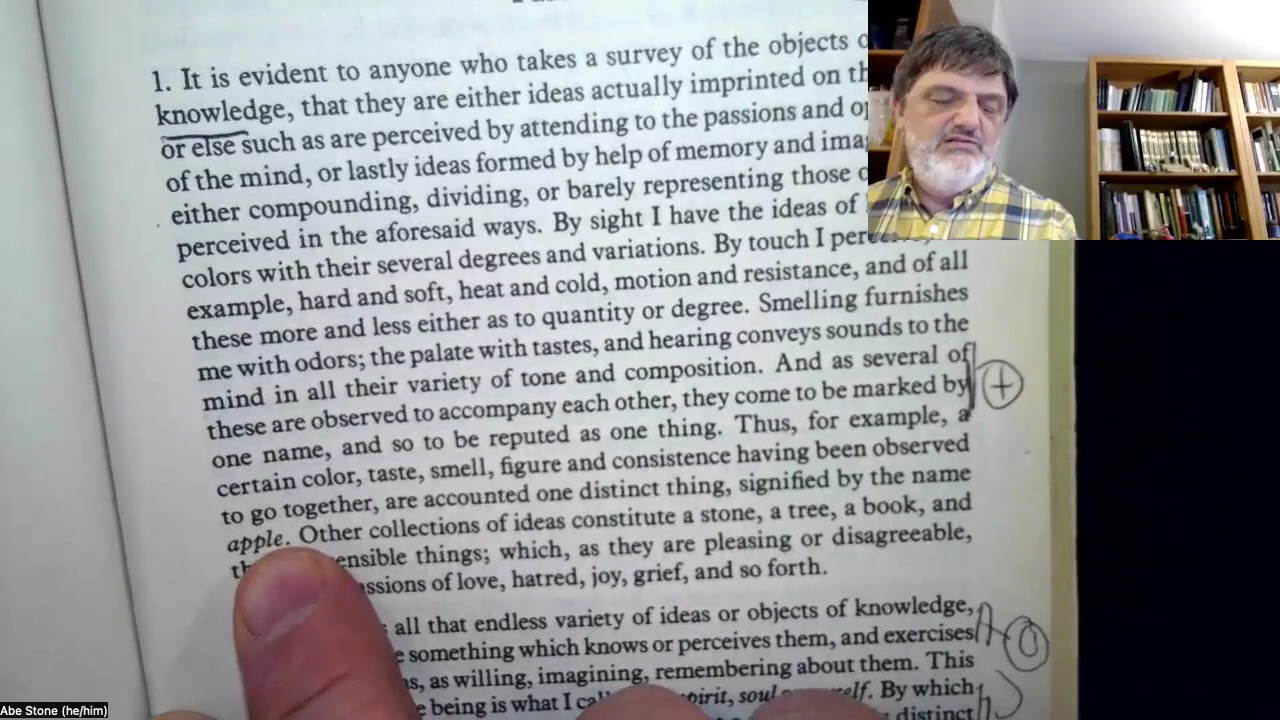 1. It is evident to anyone who takes a survey of the objects
knowledge, that they are either ideas actually imprinted on
or else such as are perceived by attending to the passions and
of the mind, or lastly ideas formed by help of memory and
either compounding, dividing, or barely representing those
perceived in the aforesaid ways. By sight I have the ideas of
colors with their several degrees and variations. By touch I
example, hard and soft, heat and cold, motion and resistance, and of all
these more and less either as to quantity or degree. Smelling furnishes
me with odors; the palate with tastes, and hearing conveys sounds to the
mind in all their variety of tone and composition. And as several of
these are observed to accompany each other, they come to be marked by
one name, and so to be reputed as one thing. Thus, for example, a
certain color, taste, smell, figure and consistence having been observed
to go together, are accounted one distinct thing, signified by the name
apple. Other collections of ideas constitute a stone, a tree, a book, and
things; which, as they are pleasing or disagreeable,
of love, hatred, joy, grief, and so forth.
all that endless variety of ideas or objects of knowledge,
something which knows or perceives them, and exercises
as willing, imagining, remembering about them. This
being is what I soul self. By which
distinct
Abe Stone (he/him)